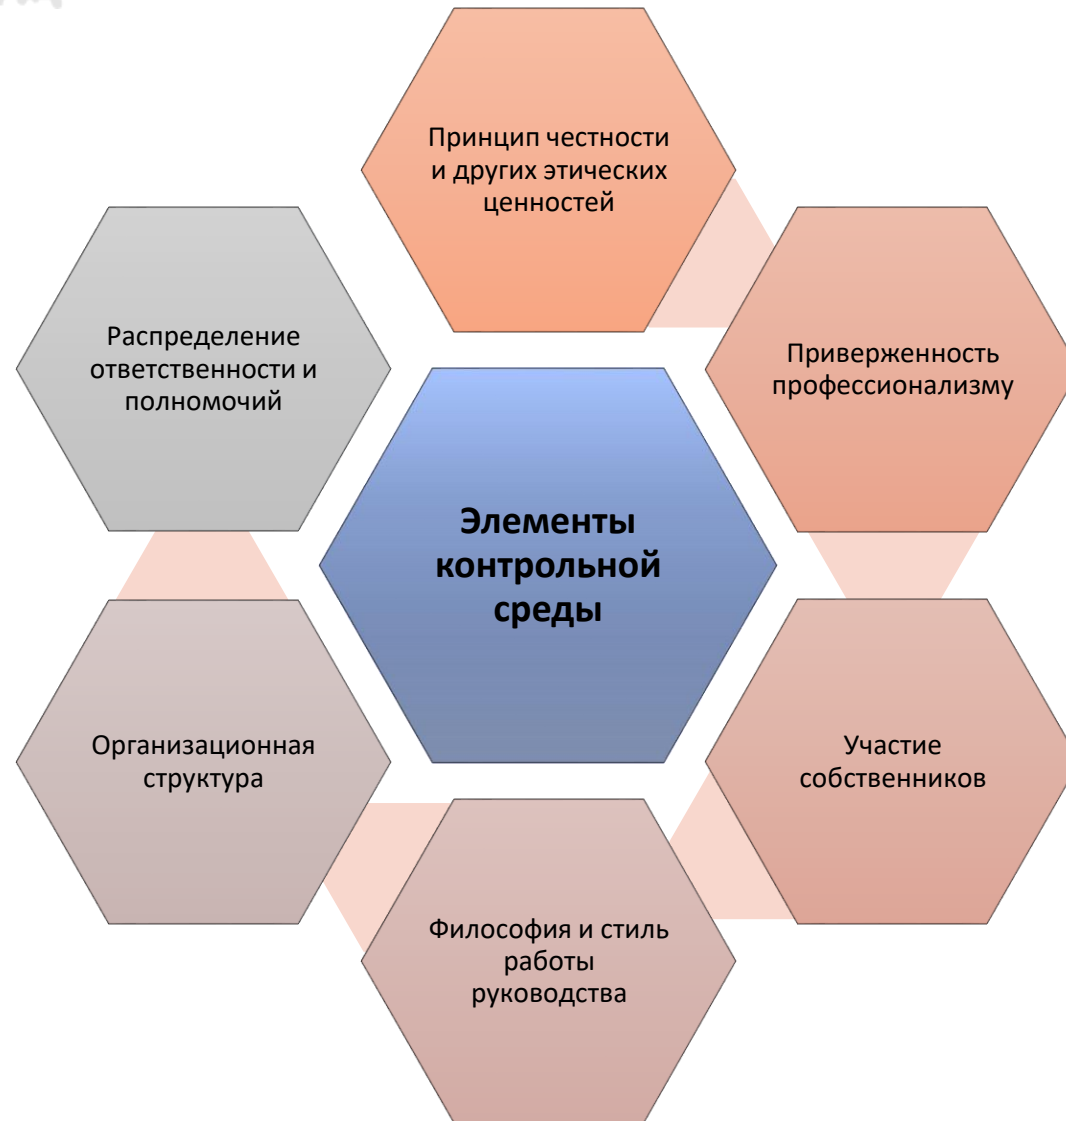 Принцип честности
и других этических
ценностей
Приверженность
профессионализму
Участие
собственников
Философия и стиль
работы
руководства
Организационная
структура
Распределение
ответственности и
полномочий
Элементы
контрольной
среды